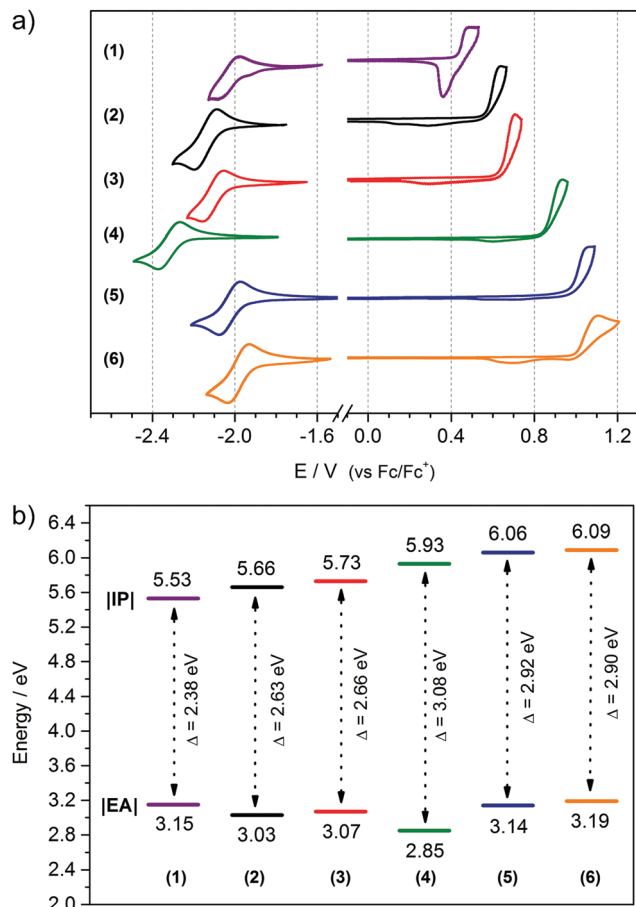 a)
(1)
(2)
(3)
(4)
(5)
(6)
-2.4 -2.0 -1.6 0.0 0.4 0.8 1.2
E / V (vs Fc/Fc⁺)
b)
6.4
6.0
5.6
5.2
4.8
4.4
4.0
3.6
3.2
2.8
2.4
2.0
Energy / eV
|IP|
5.53 5.66 5.73 5.93 6.06 6.09
Δ = 2.38 eV
Δ = 2.63 eV
Δ = 2.66 eV
Δ = 3.08 eV
Δ = 2.92 eV
Δ = 2.90 eV
|EA|
3.15 3.03 3.07 2.85 3.14 3.19
(1) (2) (3) (4) (5) (6)